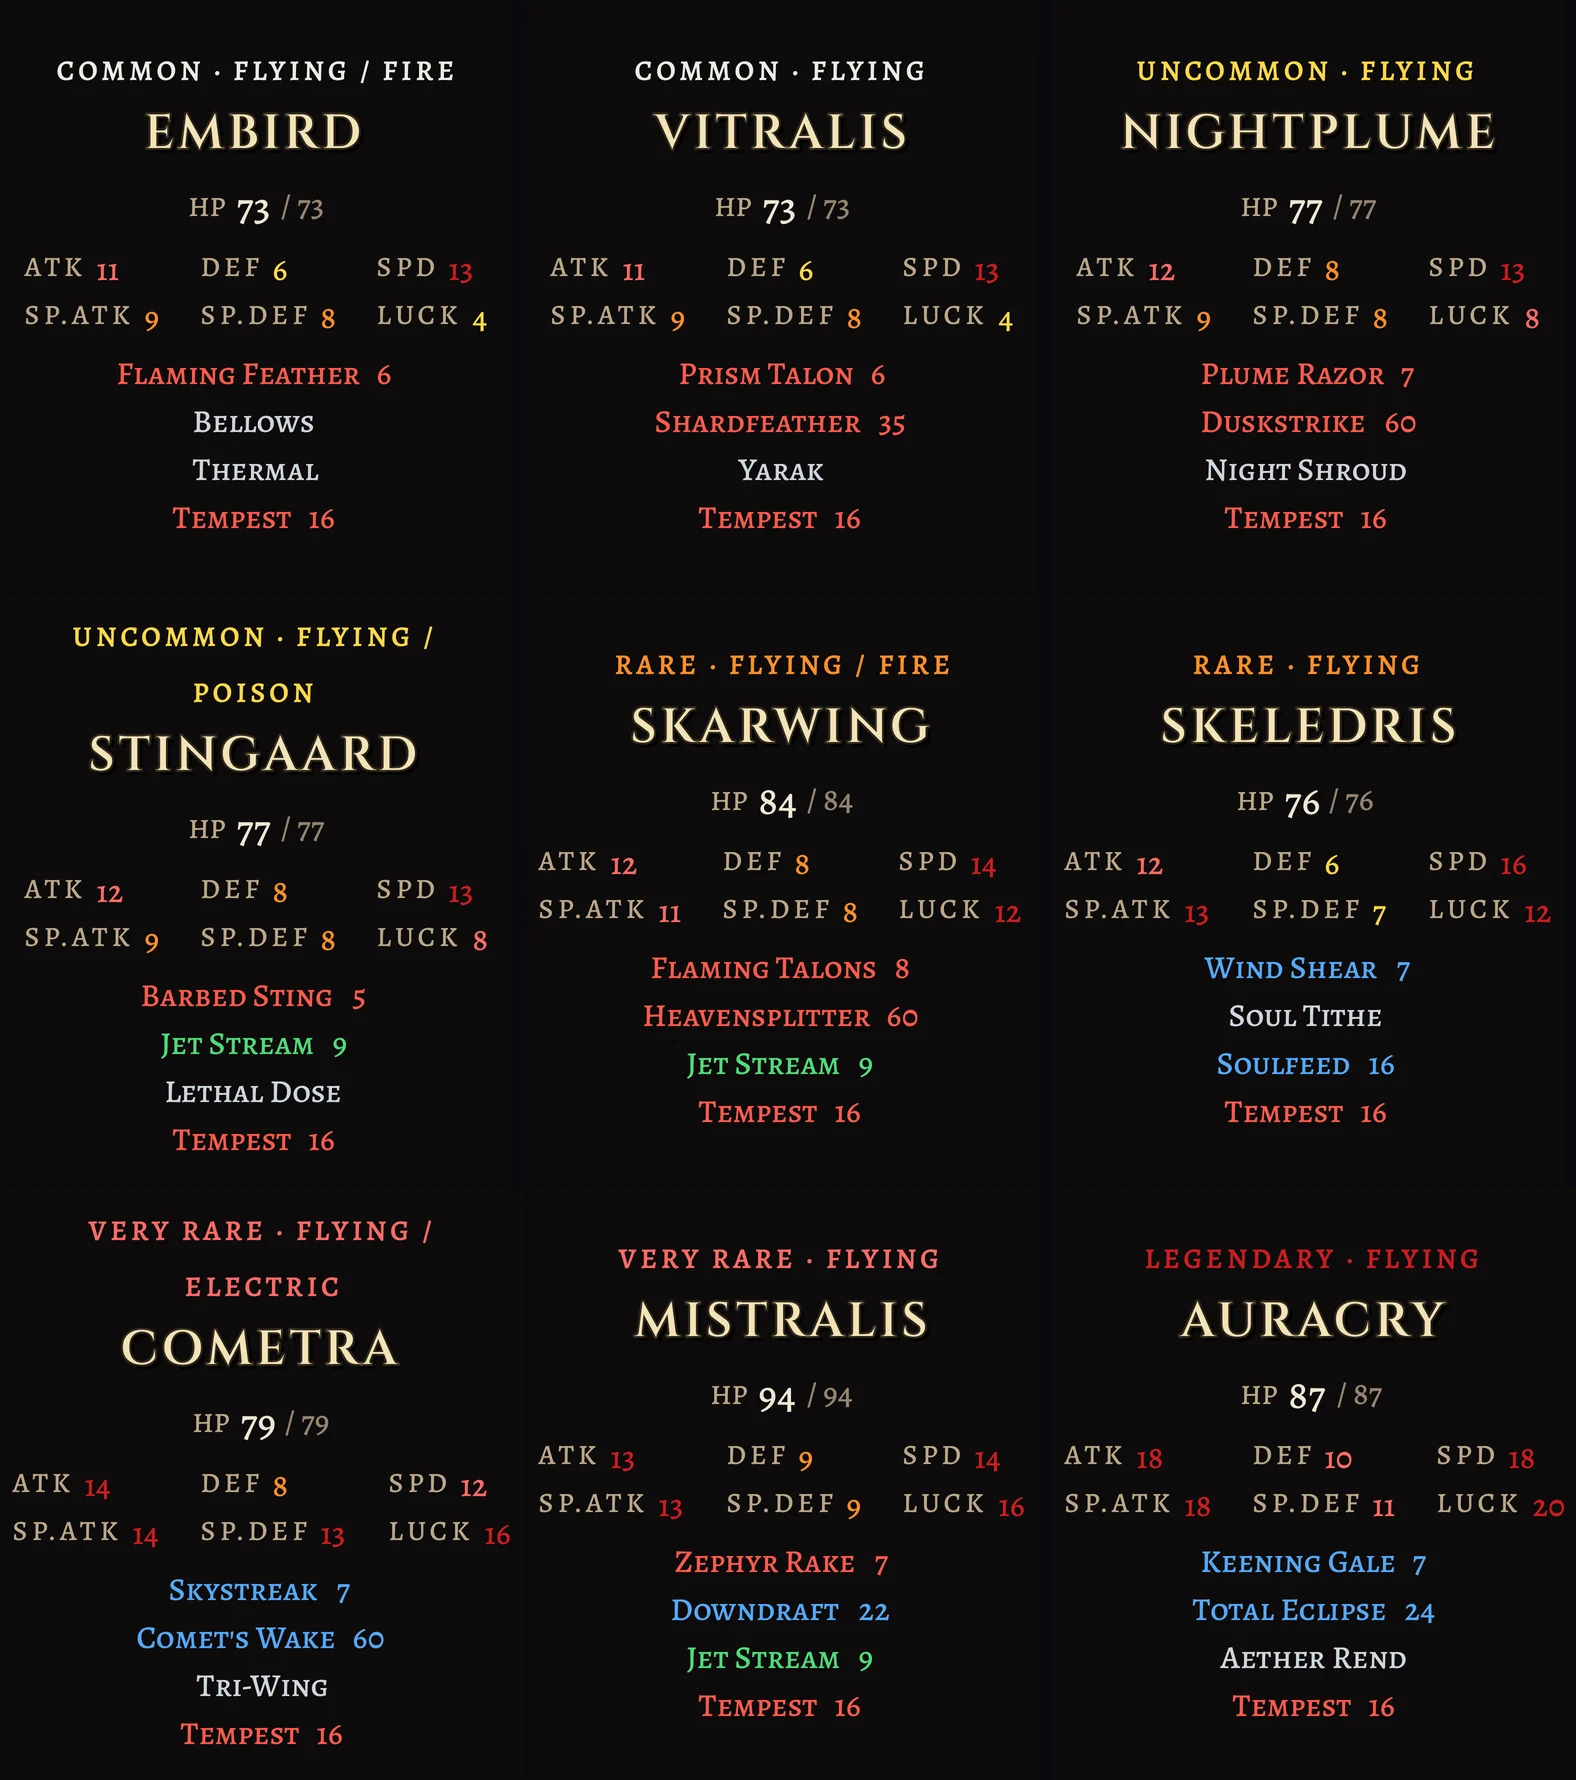 COMMON · FLYING / FIRE
EMBIRD
HP 73 / 73
ATK 11 DEF 6 SPD 13
SP.ATK 9 SP.DEF 8 LUCK 4
Flaming Feather 6
Bellows
Thermal
Tempest 16
COMMON · FLYING
VITRALIS
HP 73 / 73
ATK 11 DEF 6 SPD 13
SP.ATK 9 SP.DEF 8 LUCK 4
Prism Talon 6
Shardfeather 35
Yarak
Tempest 16
UNCOMMON · FLYING
NIGHTPLUME
HP 77 / 77
ATK 12 DEF 8 SPD 13
SP.ATK 9 SP.DEF 8 LUCK 8
Plume Razor 7
Duskstrike 60
Night Shroud
Tempest 16
UNCOMMON · FLYING /
POISON
STINGAARD
HP 77 / 77
ATK 12 DEF 8 SPD 13
SP.ATK 9 SP.DEF 8 LUCK 8
Barbed Sting 5
Jet Stream 9
Lethal Dose
Tempest 16
RARE · FLYING / FIRE
SKARWING
HP 84 / 84
ATK 12 DEF 8 SPD 14
SP.ATK 11 SP.DEF 8 LUCK 12
Flaming Talons 8
Heavensplitter 60
Jet Stream 9
Tempest 16
RARE · FLYING
SKELEDRIS
HP 76 / 76
ATK 12 DEF 6 SPD 16
SP.ATK 13 SP.DEF 7 LUCK 12
Wind Shear 7
Soul Tithe
Soulfeed 16
Tempest 16
VERY RARE · FLYING /
ELECTRIC
COMETRA
HP 79 / 79
ATK 14 DEF 8 SPD 12
SP.ATK 14 SP.DEF 13 LUCK 16
Skystreak 7
Comet's Wake 60
Tri-Wing
Tempest 16
VERY RARE · FLYING
MISTRALIS
HP 94 / 94
ATK 13 DEF 9 SPD 14
SP.ATK 13 SP.DEF 9 LUCK 16
Zephyr Rake 7
Downdraft 22
Jet Stream 9
Tempest 16
LEGENDARY · FLYING
AURACRY
HP 87 / 87
ATK 18 DEF 10 SPD 18
SP.ATK 18 SP.DEF 11 LUCK 20
Keening Gale 7
Total Eclipse 24
Aether Rend
Tempest 16